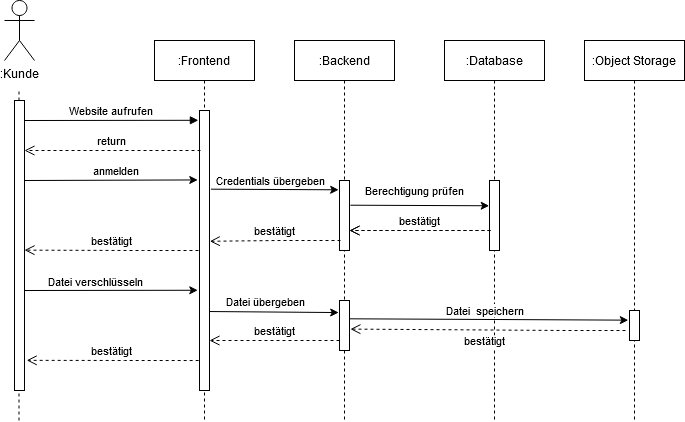 :Kunde
:Frontend
:Backend
:Database
:Object Storage
Website aufrufen
return
anmelden
Credentials übergeben
Berechtigung prüfen
bestätigt
bestätigt
bestätigt
Datei verschlüsseln
Datei übergeben
Datei speichern
bestätigt
bestätigt
bestätigt